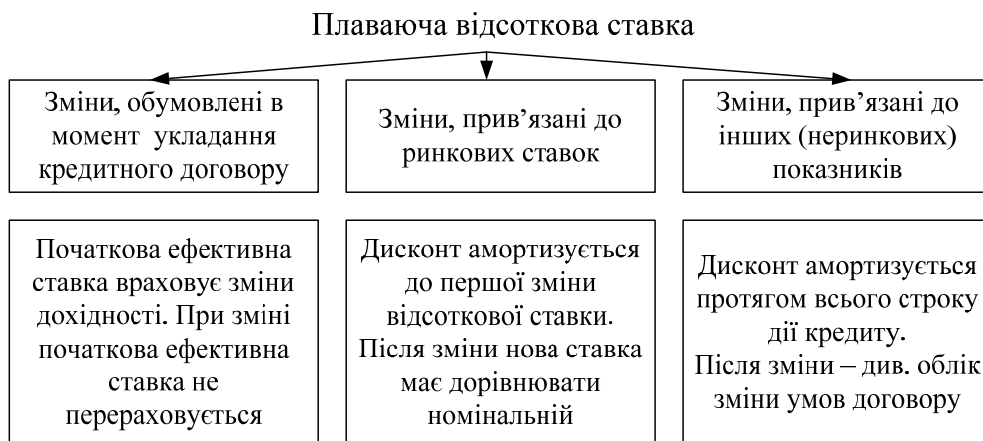 Плаваюча відсоткова ставка
Зміни, обумовлені в
момент укладання
кредитного договору
Зміни, прив’язані до
ринкових ставок
Зміни, прив’язані до
інших (неринкових)
показників
Початкова ефективна
ставка враховує зміни
дохідності. При зміні
початкова ефективна
ставка не
перераховується
Дисконт амортизується
до першої зміни
відсоткової ставки.
Після зміни нова ставка
має дорівнювати
номінальній
Дисконт амортизується
протягом всього строку
дії кредиту.
Після зміни – див. облік
зміни умов договору